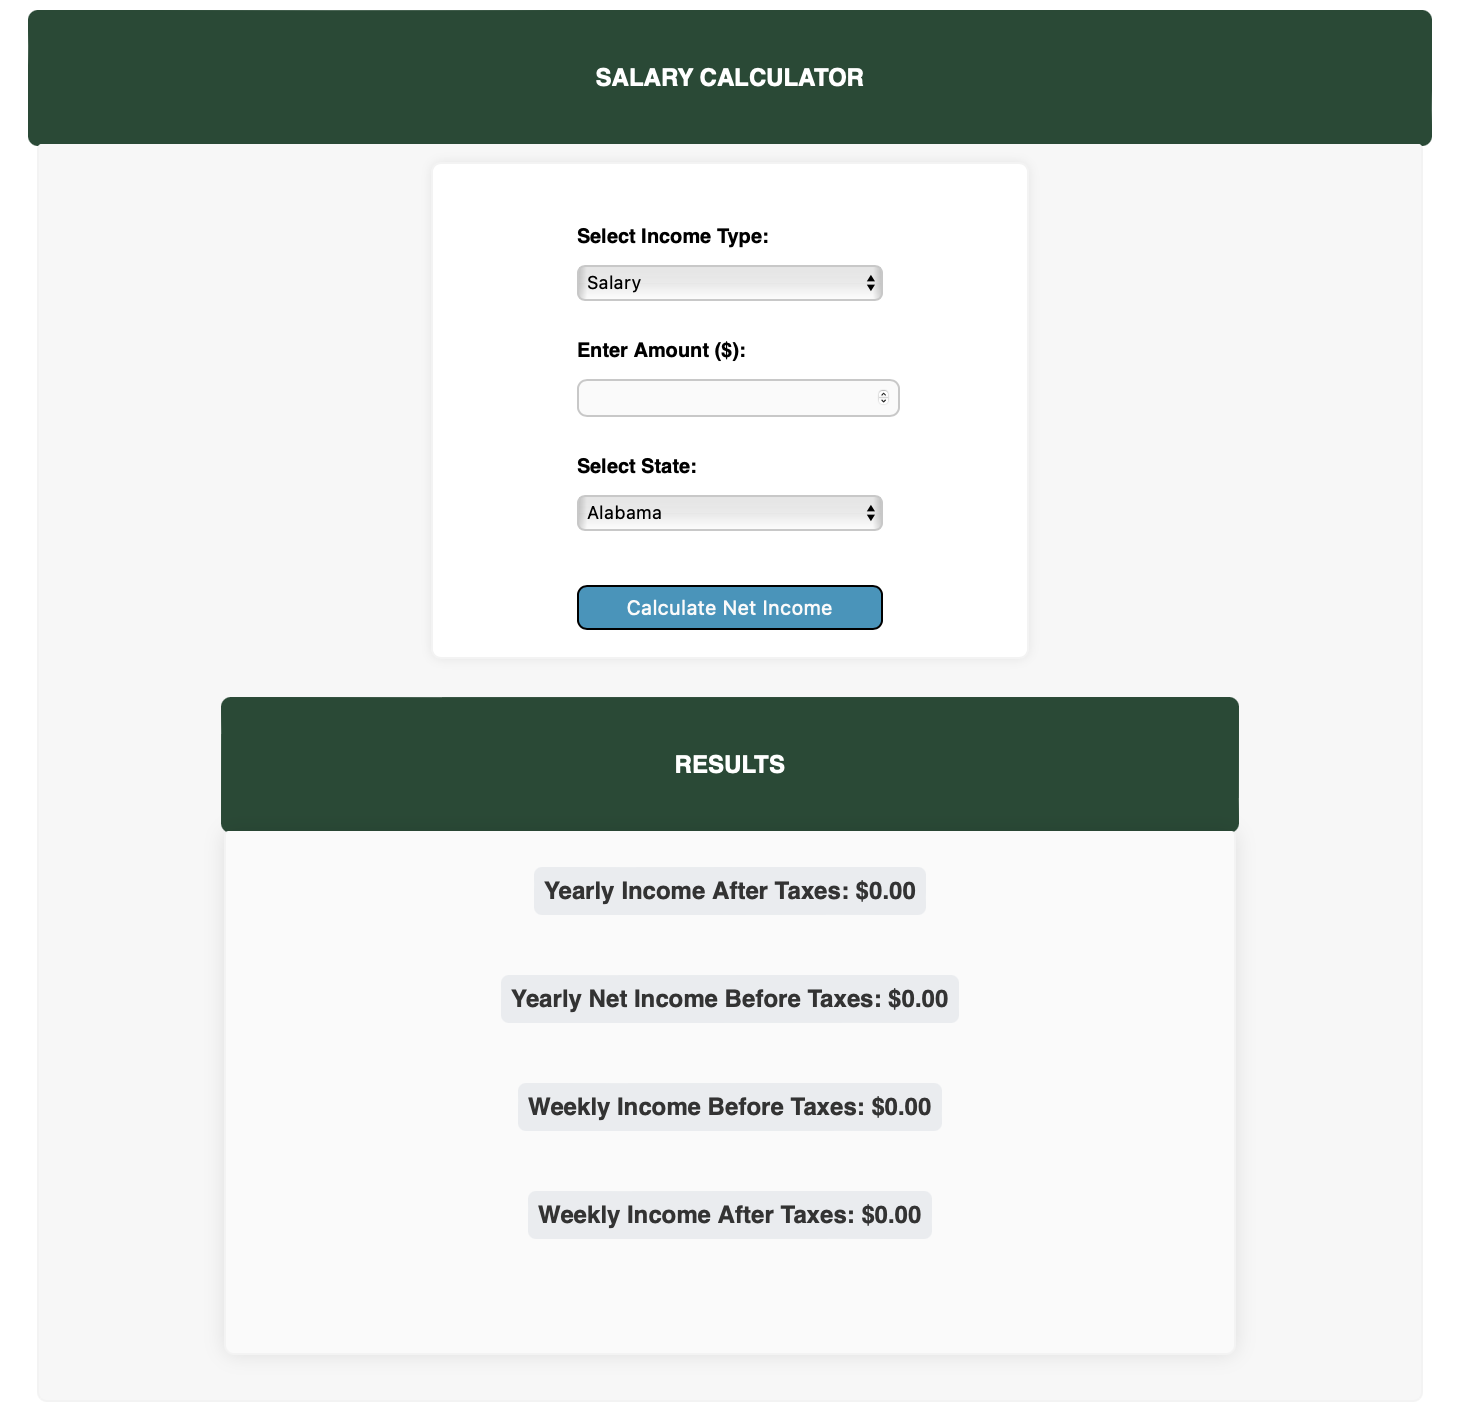 SALARY CALCULATOR
Select Income Type:
Salary
Enter Amount ($):
Select State:
Alabama
Calculate Net Income
RESULTS
Yearly Income After Taxes: $0.00
Yearly Net Income Before Taxes: $0.00
Weekly Income Before Taxes: $0.00
Weekly Income After Taxes: $0.00